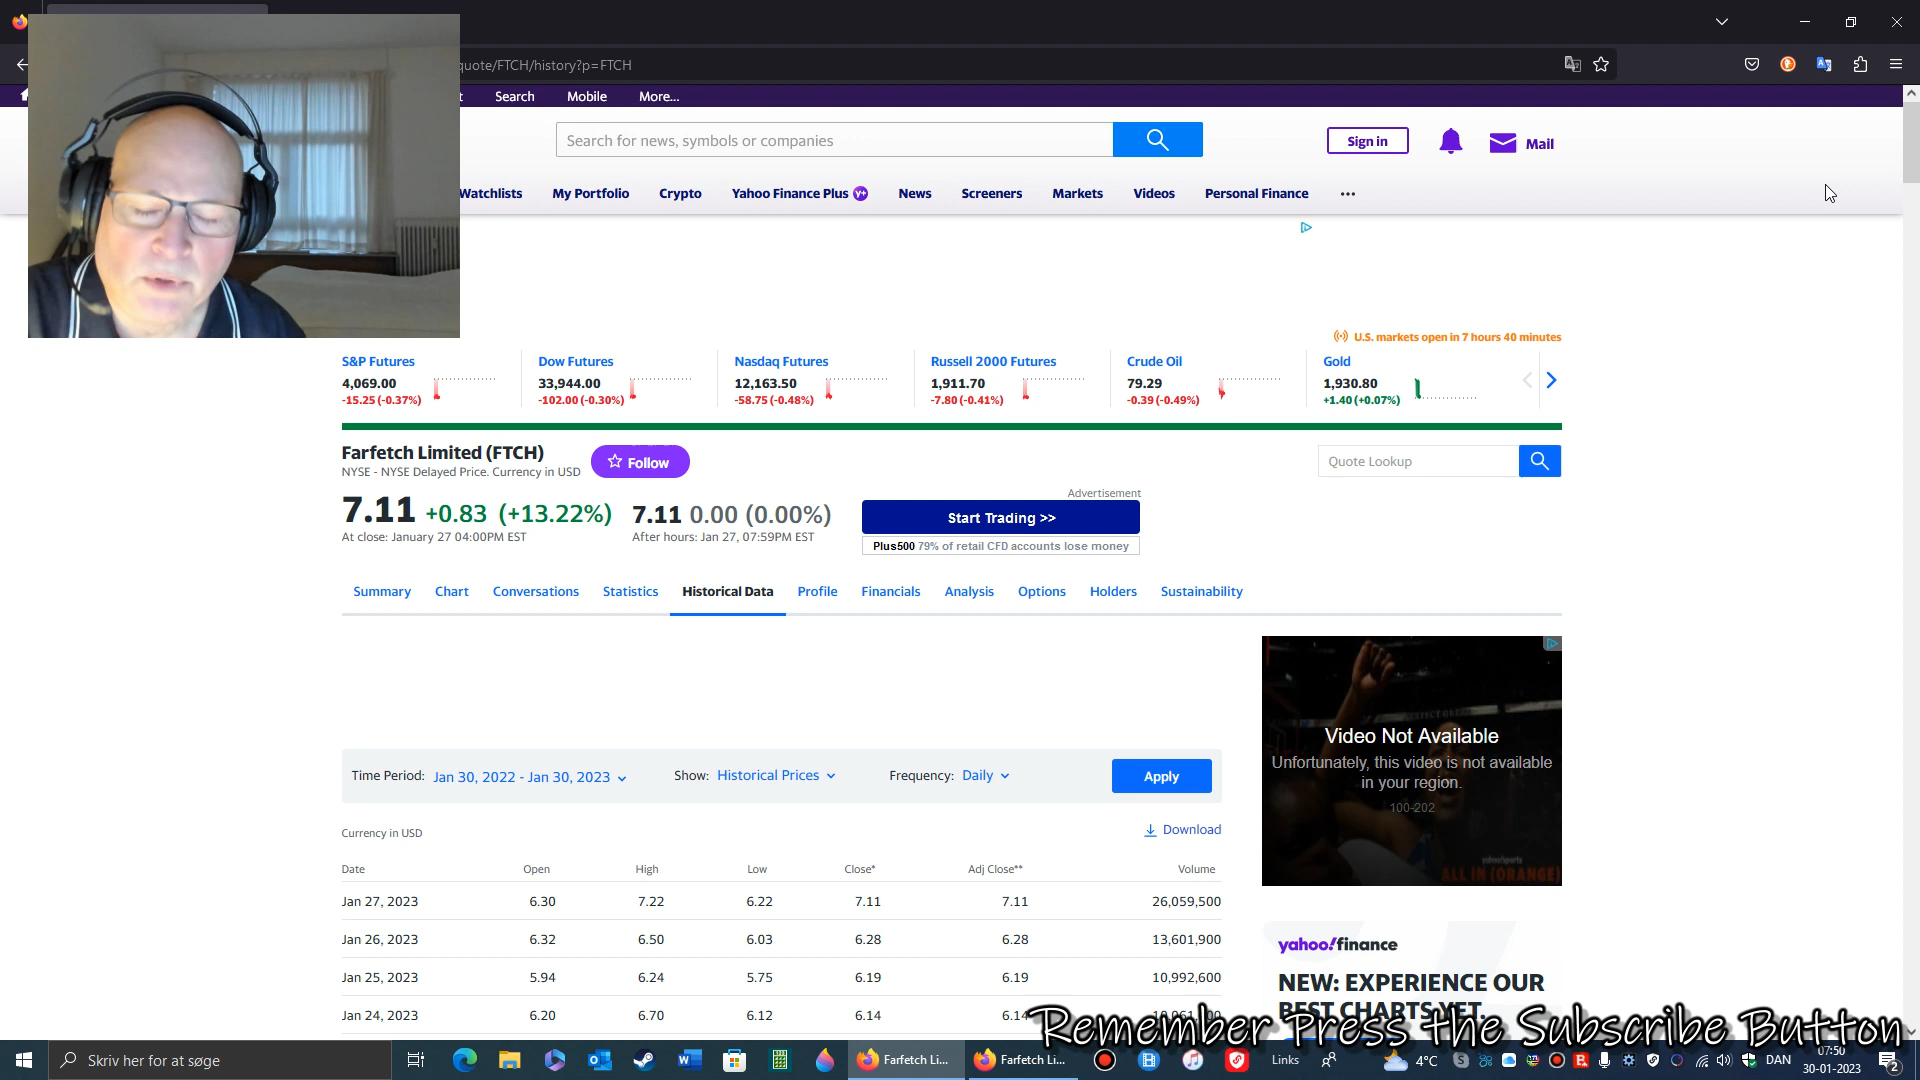 quote/FTCH/history?p=FTCH
Search Mobile More...
Search for news, symbols or companies
Sign in
Mail
Watchlists My Portfolio Crypto Yahoo Finance Plus News Screeners Markets Videos Personal Finance ...
U.S. markets open in 7 hours 40 minutes
S&P Futures
4,069.00
-15.25 (-0.37%)
Dow Futures
33,944.00
-102.00 (-0.30%)
Nasdaq Futures
12,163.50
-58.75 (-0.48%)
Russell 2000 Futures
1,911.70
-7.80 (-0.41%)
Crude Oil
79.29
-0.39 (-0.49%)
Gold
1,930.80
+1.40 (+0.07%)
Farfetch Limited (FTCH)
NYSE - NYSE Delayed Price. Currency in USD
Follow
Quote Lookup
7.11 +0.83 (+13.22%)
At close: January 27 04:00PM EST
7.11 0.00 (0.00%)
After hours: Jan 27, 07:59PM EST
Advertisement
Start Trading >>
Plus500 79% of retail CFD accounts lose money
Summary Chart Conversations Statistics Historical Data Profile Financials Analysis Options Holders Sustainability
Video Not Available
Unfortunately, this video is not available
in your region.
100-202
yahoo!sports
ALL IN (ORANGE)
Time Period: Jan 30, 2022 - Jan 30, 2023
Show: Historical Prices
Frequency: Daily
Apply
Currency in USD
Download
Date Open High Low Close* Adj Close** Volume
Jan 27, 2023 6.30 7.22 6.22 7.11 7.11 26,059,500
Jan 26, 2023 6.32 6.50 6.03 6.28 6.28 13,601,900
Jan 25, 2023 5.94 6.24 5.75 6.19 6.19 10,992,600
Jan 24, 2023 6.20 6.70 6.12 6.14 6.14
yahoo!finance
NEW: EXPERIENCE OUR
BEST CHARTS YET.
Remember Press the Subscribe Button
Skriv her for at søge
Farfetch Li...
Farfetch Li...
Links
4°C
DAN
07:50
30-01-2023
2